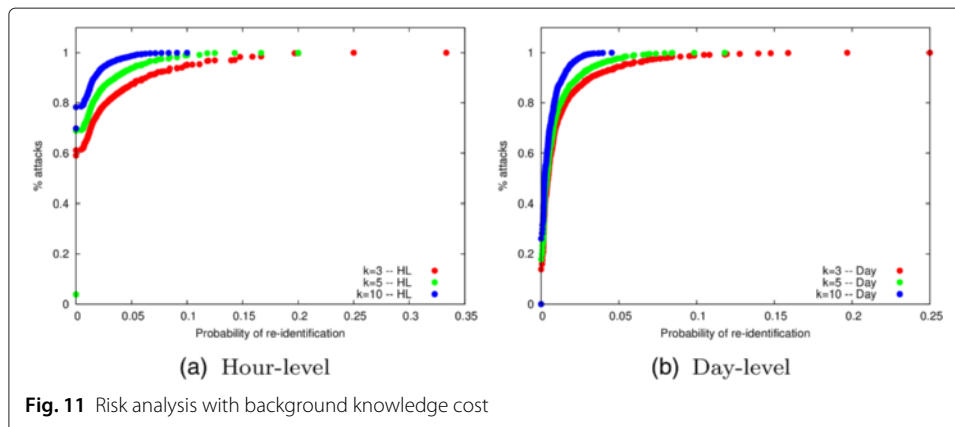 % attacks
1
0.8
0.6
0.4
0.2
0
0
0.05
0.1
0.15
0.2
0.25
0.3
0.35
k=3 -- HL
k=5 -- HL
k=10 -- HL
Probability of re-identification
(a) Hour-level
% attacks
1
0.8
0.6
0.4
0.2
0
0
0.05
0.1
0.15
0.2
0.25
k=3 -- Day
k=5 -- Day
k=10 -- Day
Probability of re-identification
(b) Day-level
Fig. 11 Risk analysis with background knowledge cost